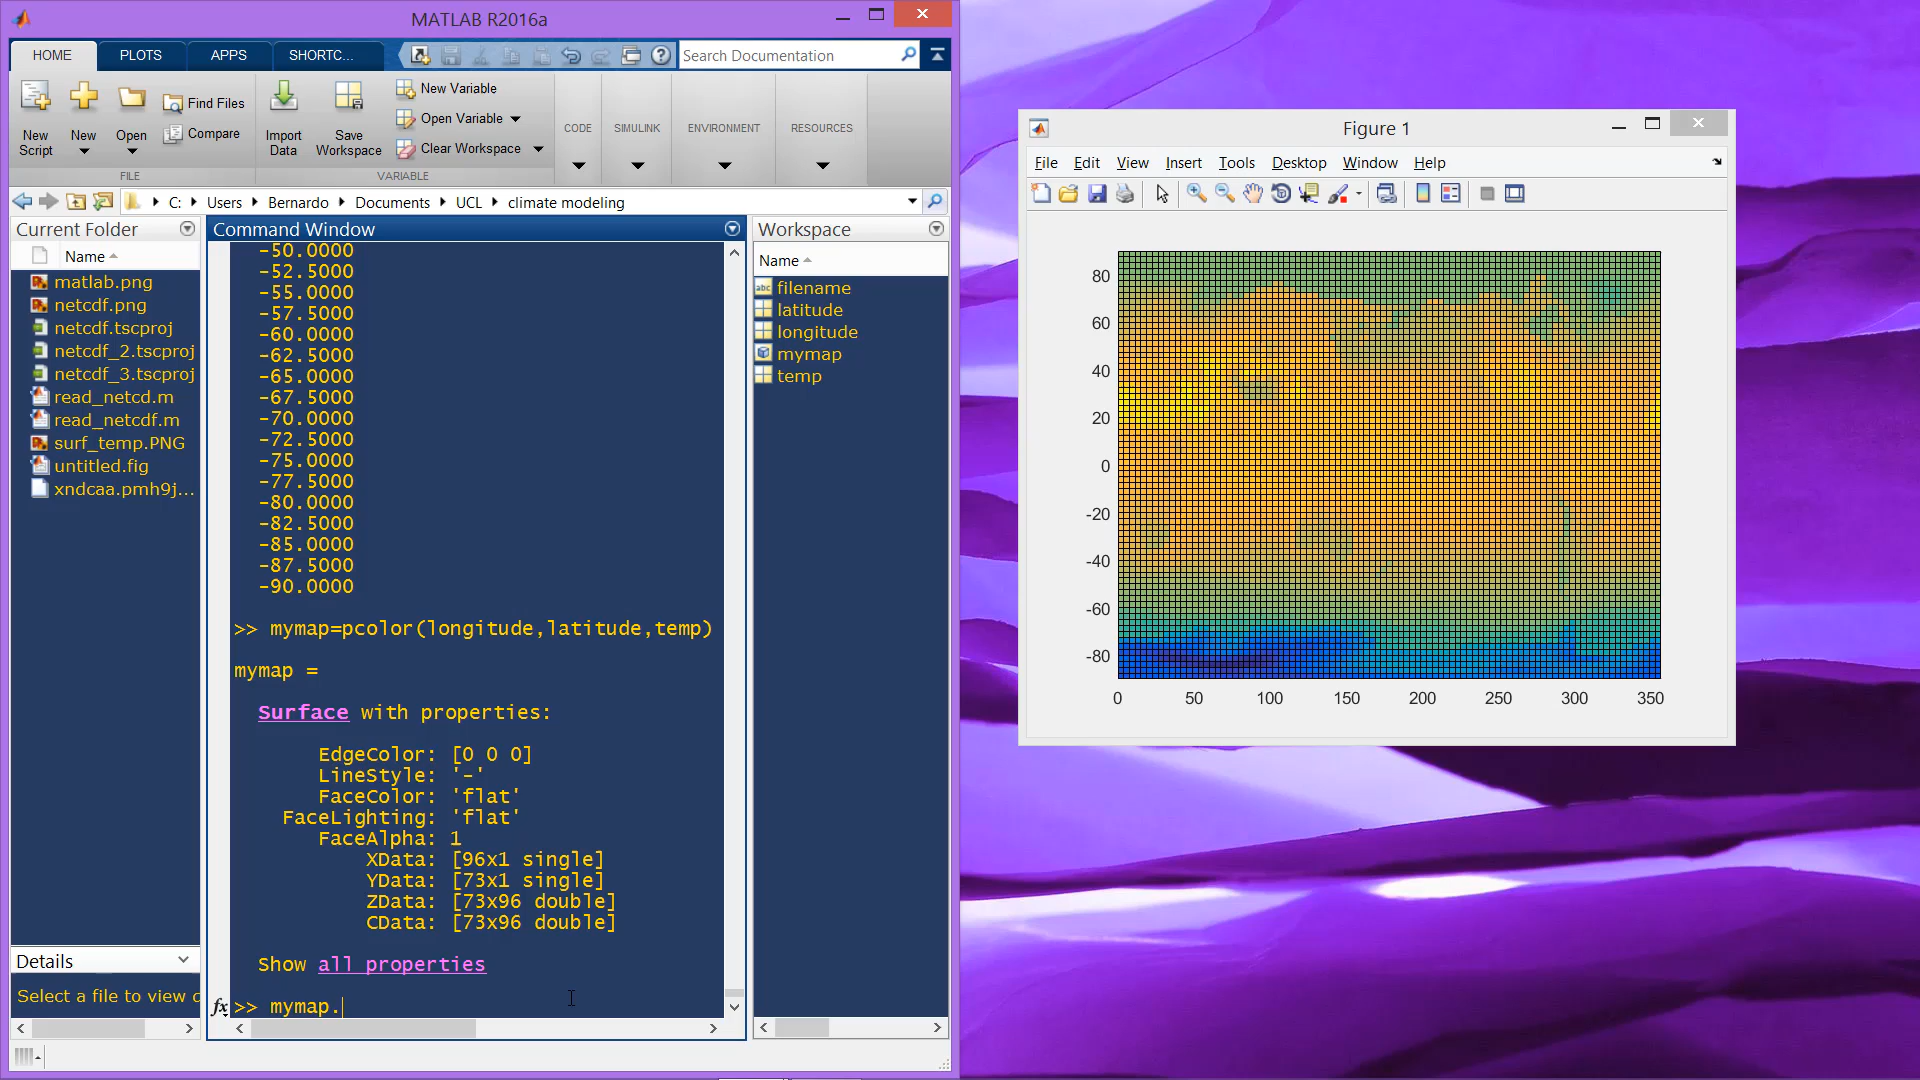 MATLAB R2016a
HOME
PLOTS
APPS
SHORTC...
Search Documentation
New Script
New
Open
Find Files
Compare
Import Data
Save Workspace
New Variable
Open Variable
Clear Workspace
CODE
SIMULINK
ENVIRONMENT
RESOURCES
FILE
VARIABLE
C:
Users
Bernardo
Documents
UCL
climate modeling
Current Folder
Name
matlab.png
netcdf.png
netcdf.tscproj
netcdf_2.tscproj
netcdf_3.tscproj
read_netcd.m
read_netcdf.m
surf_temp.PNG
untitled.fig
xndcaa.pmh9j...
Details
Select a file to view
Command Window
-50.0000
-52.5000
-55.0000
-57.5000
-60.0000
-62.5000
-65.0000
-67.5000
-70.0000
-72.5000
-75.0000
-77.5000
-80.0000
-82.5000
-85.0000
-87.5000
-90.0000
>> mymap=pcolor(longitude,latitude,temp)
mymap =
Surface with properties:
EdgeColor: [0 0 0]
LineStyle: '-'
FaceColor: 'flat'
FaceLighting: 'flat'
FaceAlpha: 1
XData: [96x1 single]
YData: [73x1 single]
ZData: [73x96 double]
CData: [73x96 double]
Show all properties
fx >> mymap.
Workspace
Name
filename
latitude
longitude
mymap
temp
Figure 1
File Edit View Insert Tools Desktop Window Help
80
60
40
20
0
-20
-40
-60
-80
0 50 100 150 200 250 300 350